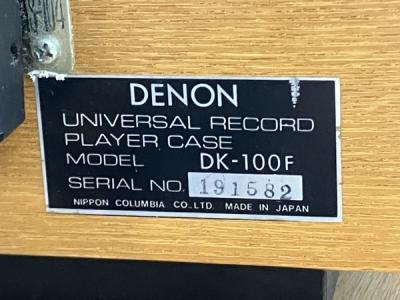 DENON
UNIVERSAL RECORD
PLAYER CASE
MODEL DK-100F
SERIAL NO. 191582
NIPPON COLUMBIA CO.LTD. MADE IN JAPAN